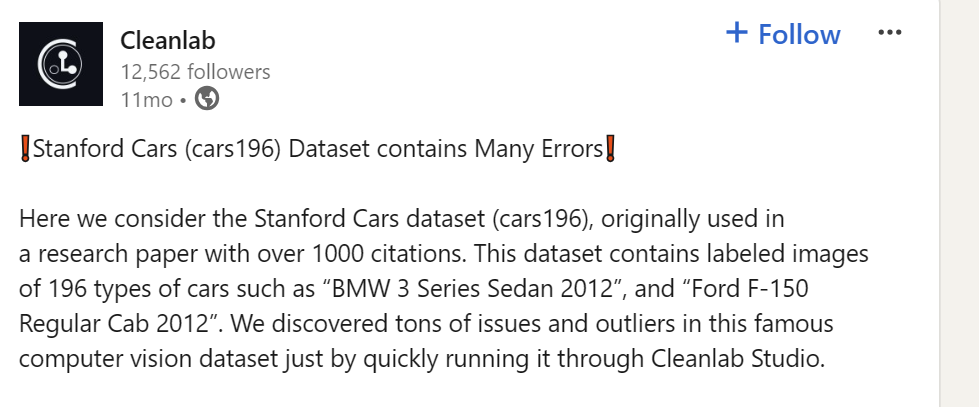 Cleanlab
+ Follow
12,562 followers
11mo •
❗Stanford Cars (cars196) Dataset contains Many Errors❗
Here we consider the Stanford Cars dataset (cars196), originally used in
a research paper with over 1000 citations. This dataset contains labeled images
of 196 types of cars such as “BMW 3 Series Sedan 2012”, and “Ford F-150
Regular Cab 2012”. We discovered tons of issues and outliers in this famous
computer vision dataset just by quickly running it through Cleanlab Studio.